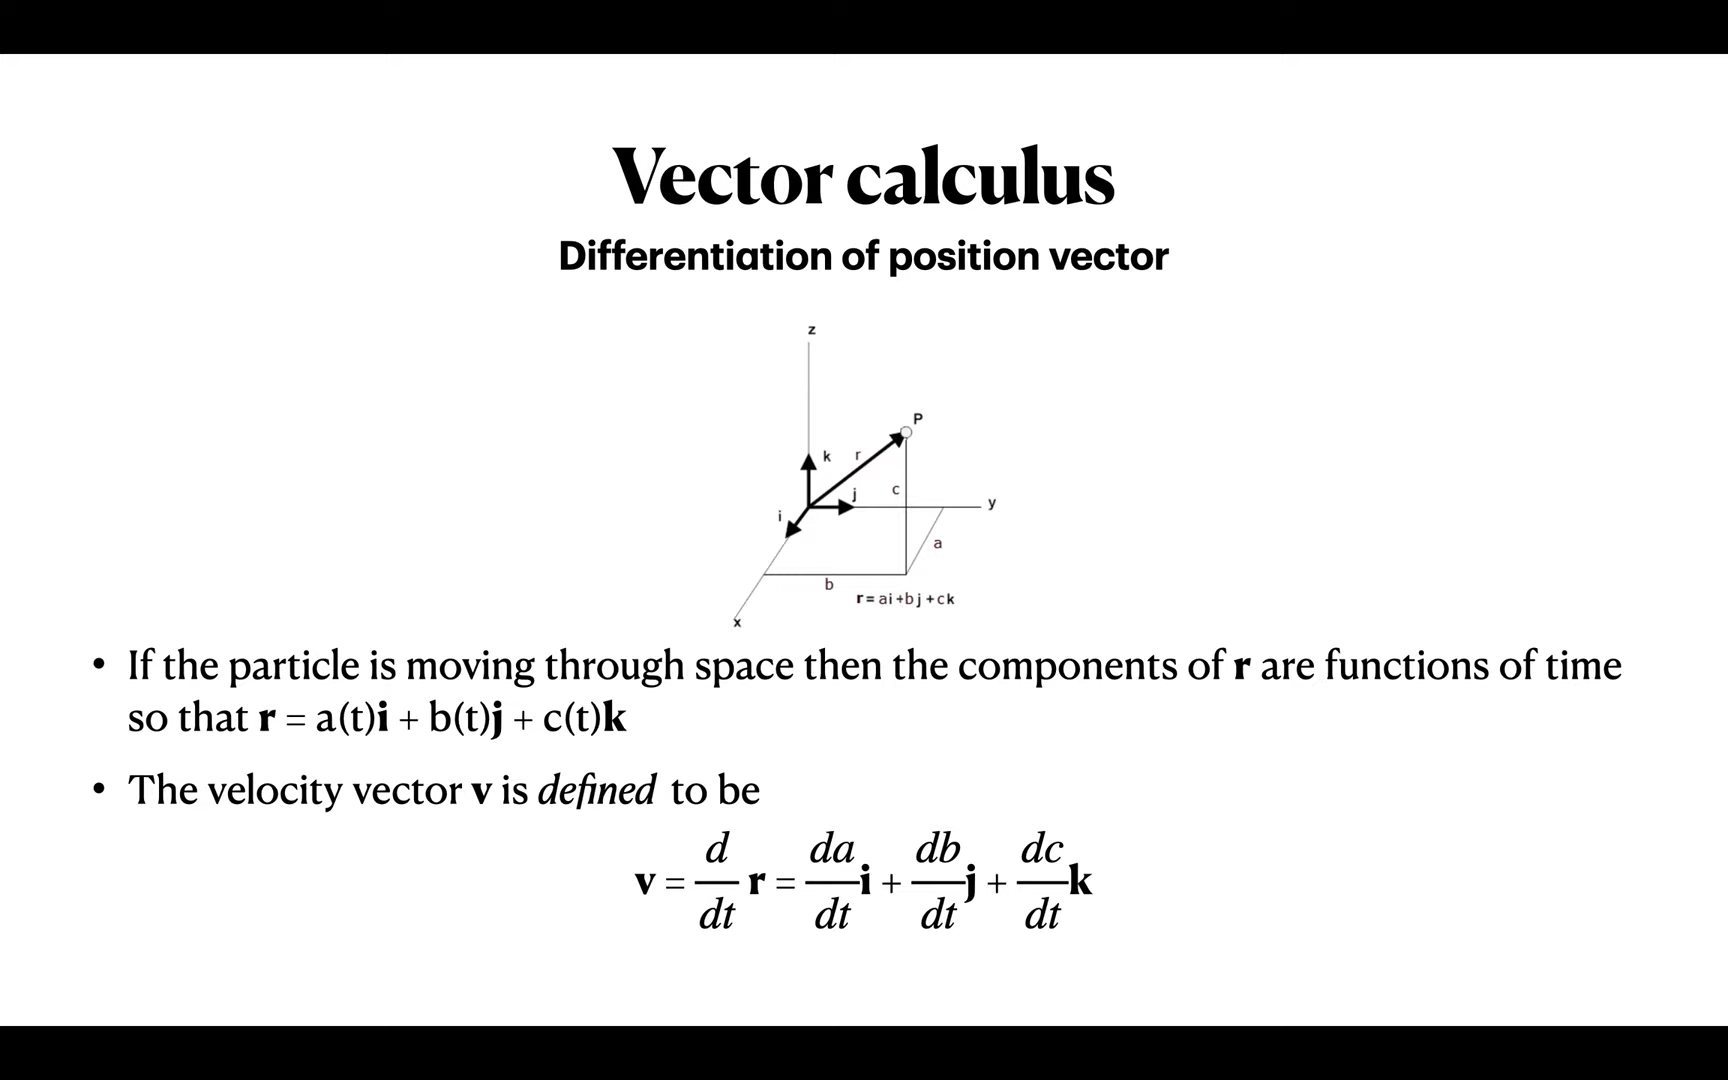 Vector calculus
Differentiation of position vector
z
P
k r
j c
i y
a
b
r= ai+bj+ck
x
• If the particle is moving through space then the components of r are functions of time
so that r = a(t)i + b(t)j + c(t)k
• The velocity vector v is defined to be
v = d/dt r = da/dt i + db/dt j + dc/dt k